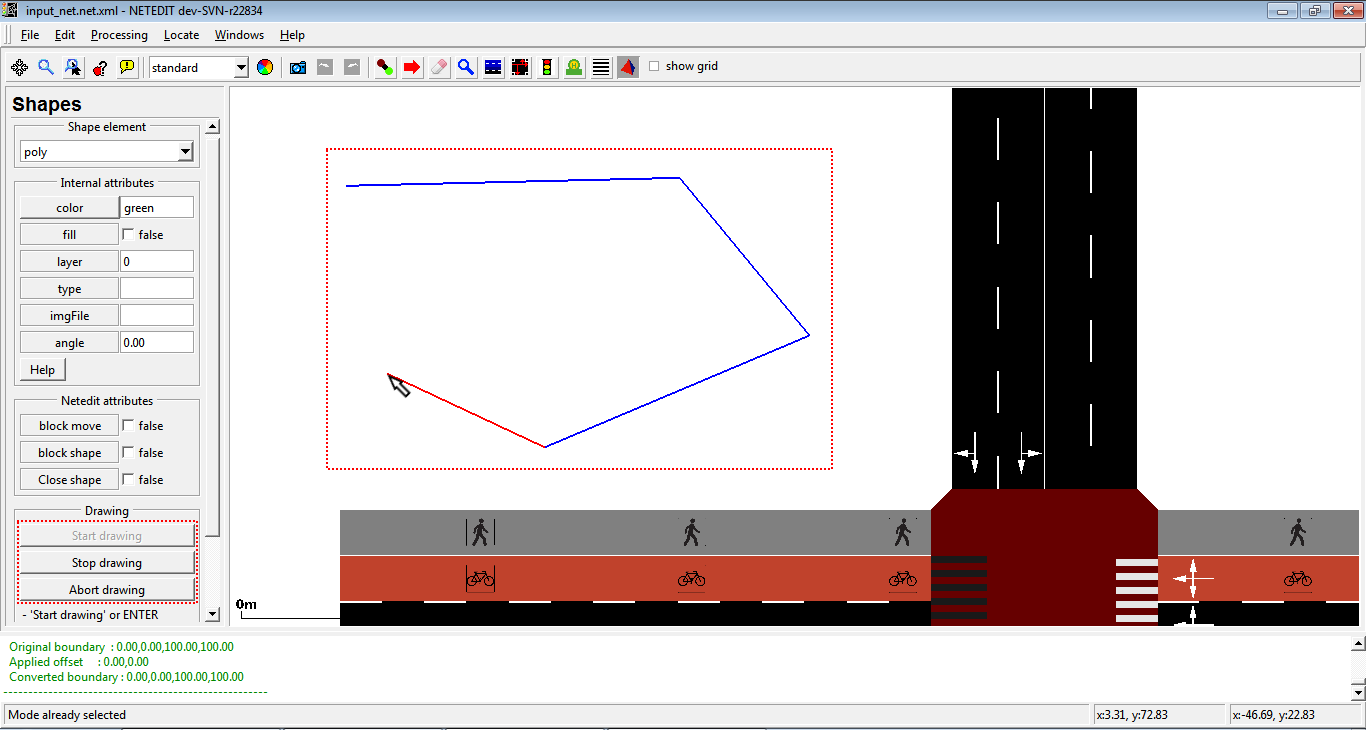 input_net.net.xml - NETEDIT dev-SVN-r22834
File Edit Processing Locate Windows Help
standard show grid
Shapes
Shape element
poly
Internal attributes
color green
fill false
layer 0
type
imgFile
angle 0.00
Help
Netedit attributes
block move false
block shape false
Close shape false
Drawing
Start drawing
Stop drawing
Abort drawing
- 'Start drawing' or ENTER
0m
Original boundary : 0.00,0.00,100.00,100.00
Applied offset : 0.00,0.00
Converted boundary : 0.00,0.00,100.00,100.00
Mode already selected x:3.31, y:72.83 x:-46.69, y:22.83